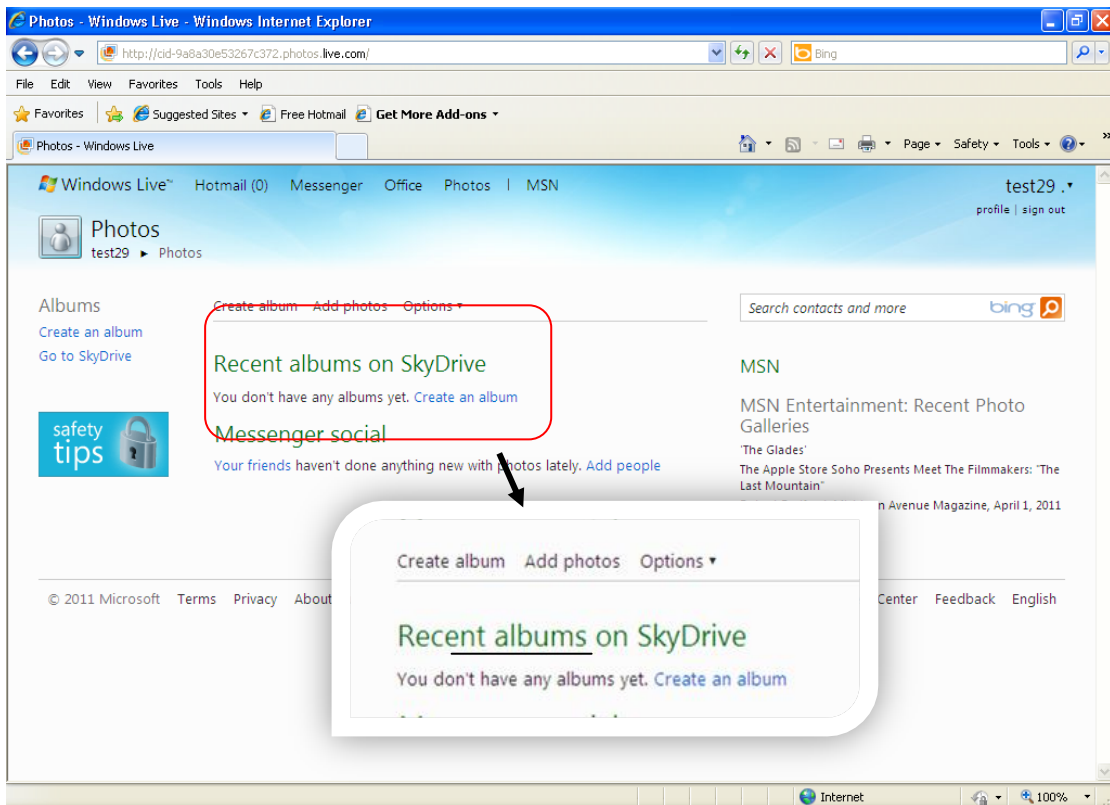 Photos - Windows Live - Windows Internet Explorer
http://cid-9a8a30e53267c372.photos.live.com/
Bing
File Edit View Favorites Tools Help
Favorites Suggested Sites Free Hotmail Get More Add-ons
Photos - Windows Live
Page Safety Tools »
Windows Live™ Hotmail (0) Messenger Office Photos | MSN
test29 .
profile | sign out
Photos
test29 ► Photos
Albums
Create an album
Go to SkyDrive
safety
tips
Create album Add photos Options ▾
Recent albums on SkyDrive
You don't have any albums yet. Create an album
Messenger social
Your friends haven't done anything new with photos lately. Add people
Search contacts and more bing
MSN
MSN Entertainment: Recent Photo
Galleries
'The Glades'
The Apple Store Soho Presents Meet The Filmmakers: "The
Last Mountain"
Avenue Magazine, April 1, 2011
Create album Add photos Options ▾
Recent albums on SkyDrive
You don't have any albums yet. Create an album
© 2011 Microsoft Terms Privacy About
Center Feedback English
Internet
100%